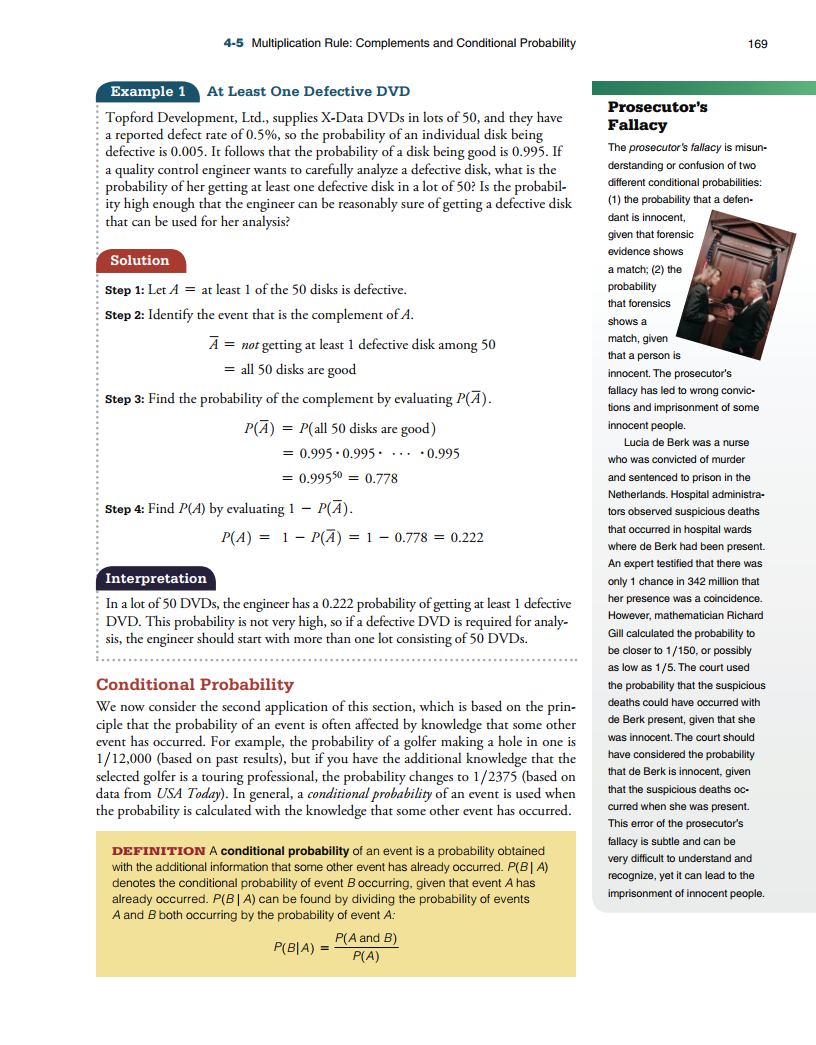 4-5 Multiplication Rule: Complements and Conditional Probability 169
Example 1 At Least One Defective DVD
Topford Development, Ltd., supplies X-Data DVDs in lots of 50, and they have
a reported defect rate of 0.5%, so the probability of an individual disk being
defective is 0.005. It follows that the probability of a disk being good is 0.995. If
a quality control engineer wants to carefully analyze a defective disk, what is the
probability of her getting at least one defective disk in a lot of 50? Is the probabil-
ity high enough that the engineer can be reasonably sure of getting a defective disk
that can be used for her analysis?
Solution
Step 1: Let A = at least 1 of the 50 disks is defective.
Step 2: Identify the event that is the complement of A.
A̅ = not getting at least 1 defective disk among 50
= all 50 disks are good
Step 3: Find the probability of the complement by evaluating P(A̅).
P(A̅) = P(all 50 disks are good)
= 0.995 · 0.995 · ⋯ · 0.995
= 0.995⁵⁰ = 0.778
Step 4: Find P(A) by evaluating 1 − P(A̅).
P(A) = 1 − P(A̅) = 1 − 0.778 = 0.222
Interpretation
In a lot of 50 DVDs, the engineer has a 0.222 probability of getting at least 1 defective
DVD. This probability is not very high, so if a defective DVD is required for analy-
sis, the engineer should start with more than one lot consisting of 50 DVDs.
Conditional Probability
We now consider the second application of this section, which is based on the prin-
ciple that the probability of an event is often affected by knowledge that some other
event has occurred. For example, the probability of a golfer making a hole in one is
1/12,000 (based on past results), but if you have the additional knowledge that the
selected golfer is a touring professional, the probability changes to 1/2375 (based on
data from USA Today). In general, a conditional probability of an event is used when
the probability is calculated with the knowledge that some other event has occurred.
DEFINITION A conditional probability of an event is a probability obtained
with the additional information that some other event has already occurred. P(B | A)
denotes the conditional probability of event B occurring, given that event A has
already occurred. P(B | A) can be found by dividing the probability of events
A and B both occurring by the probability of event A:
P(B|A) = P(A and B) / P(A)
Prosecutor's
Fallacy
The prosecutor's fallacy is misun-
derstanding or confusion of two
different conditional probabilities:
(1) the probability that a defen-
dant is innocent,
given that forensic
evidence shows
a match; (2) the
probability
that forensics
shows a
match, given
that a person is
innocent. The prosecutor's
fallacy has led to wrong convic-
tions and imprisonment of some
innocent people.
Lucia de Berk was a nurse
who was convicted of murder
and sentenced to prison in the
Netherlands. Hospital administra-
tors observed suspicious deaths
that occurred in hospital wards
where de Berk had been present.
An expert testified that there was
only 1 chance in 342 million that
her presence was a coincidence.
However, mathematician Richard
Gill calculated the probability to
be closer to 1/150, or possibly
as low as 1/5. The court used
the probability that the suspicious
deaths could have occurred with
de Berk present, given that she
was innocent. The court should
have considered the probability
that de Berk is innocent, given
that the suspicious deaths oc-
curred when she was present.
This error of the prosecutor's
fallacy is subtle and can be
very difficult to understand and
recognize, yet it can lead to the
imprisonment of innocent people.